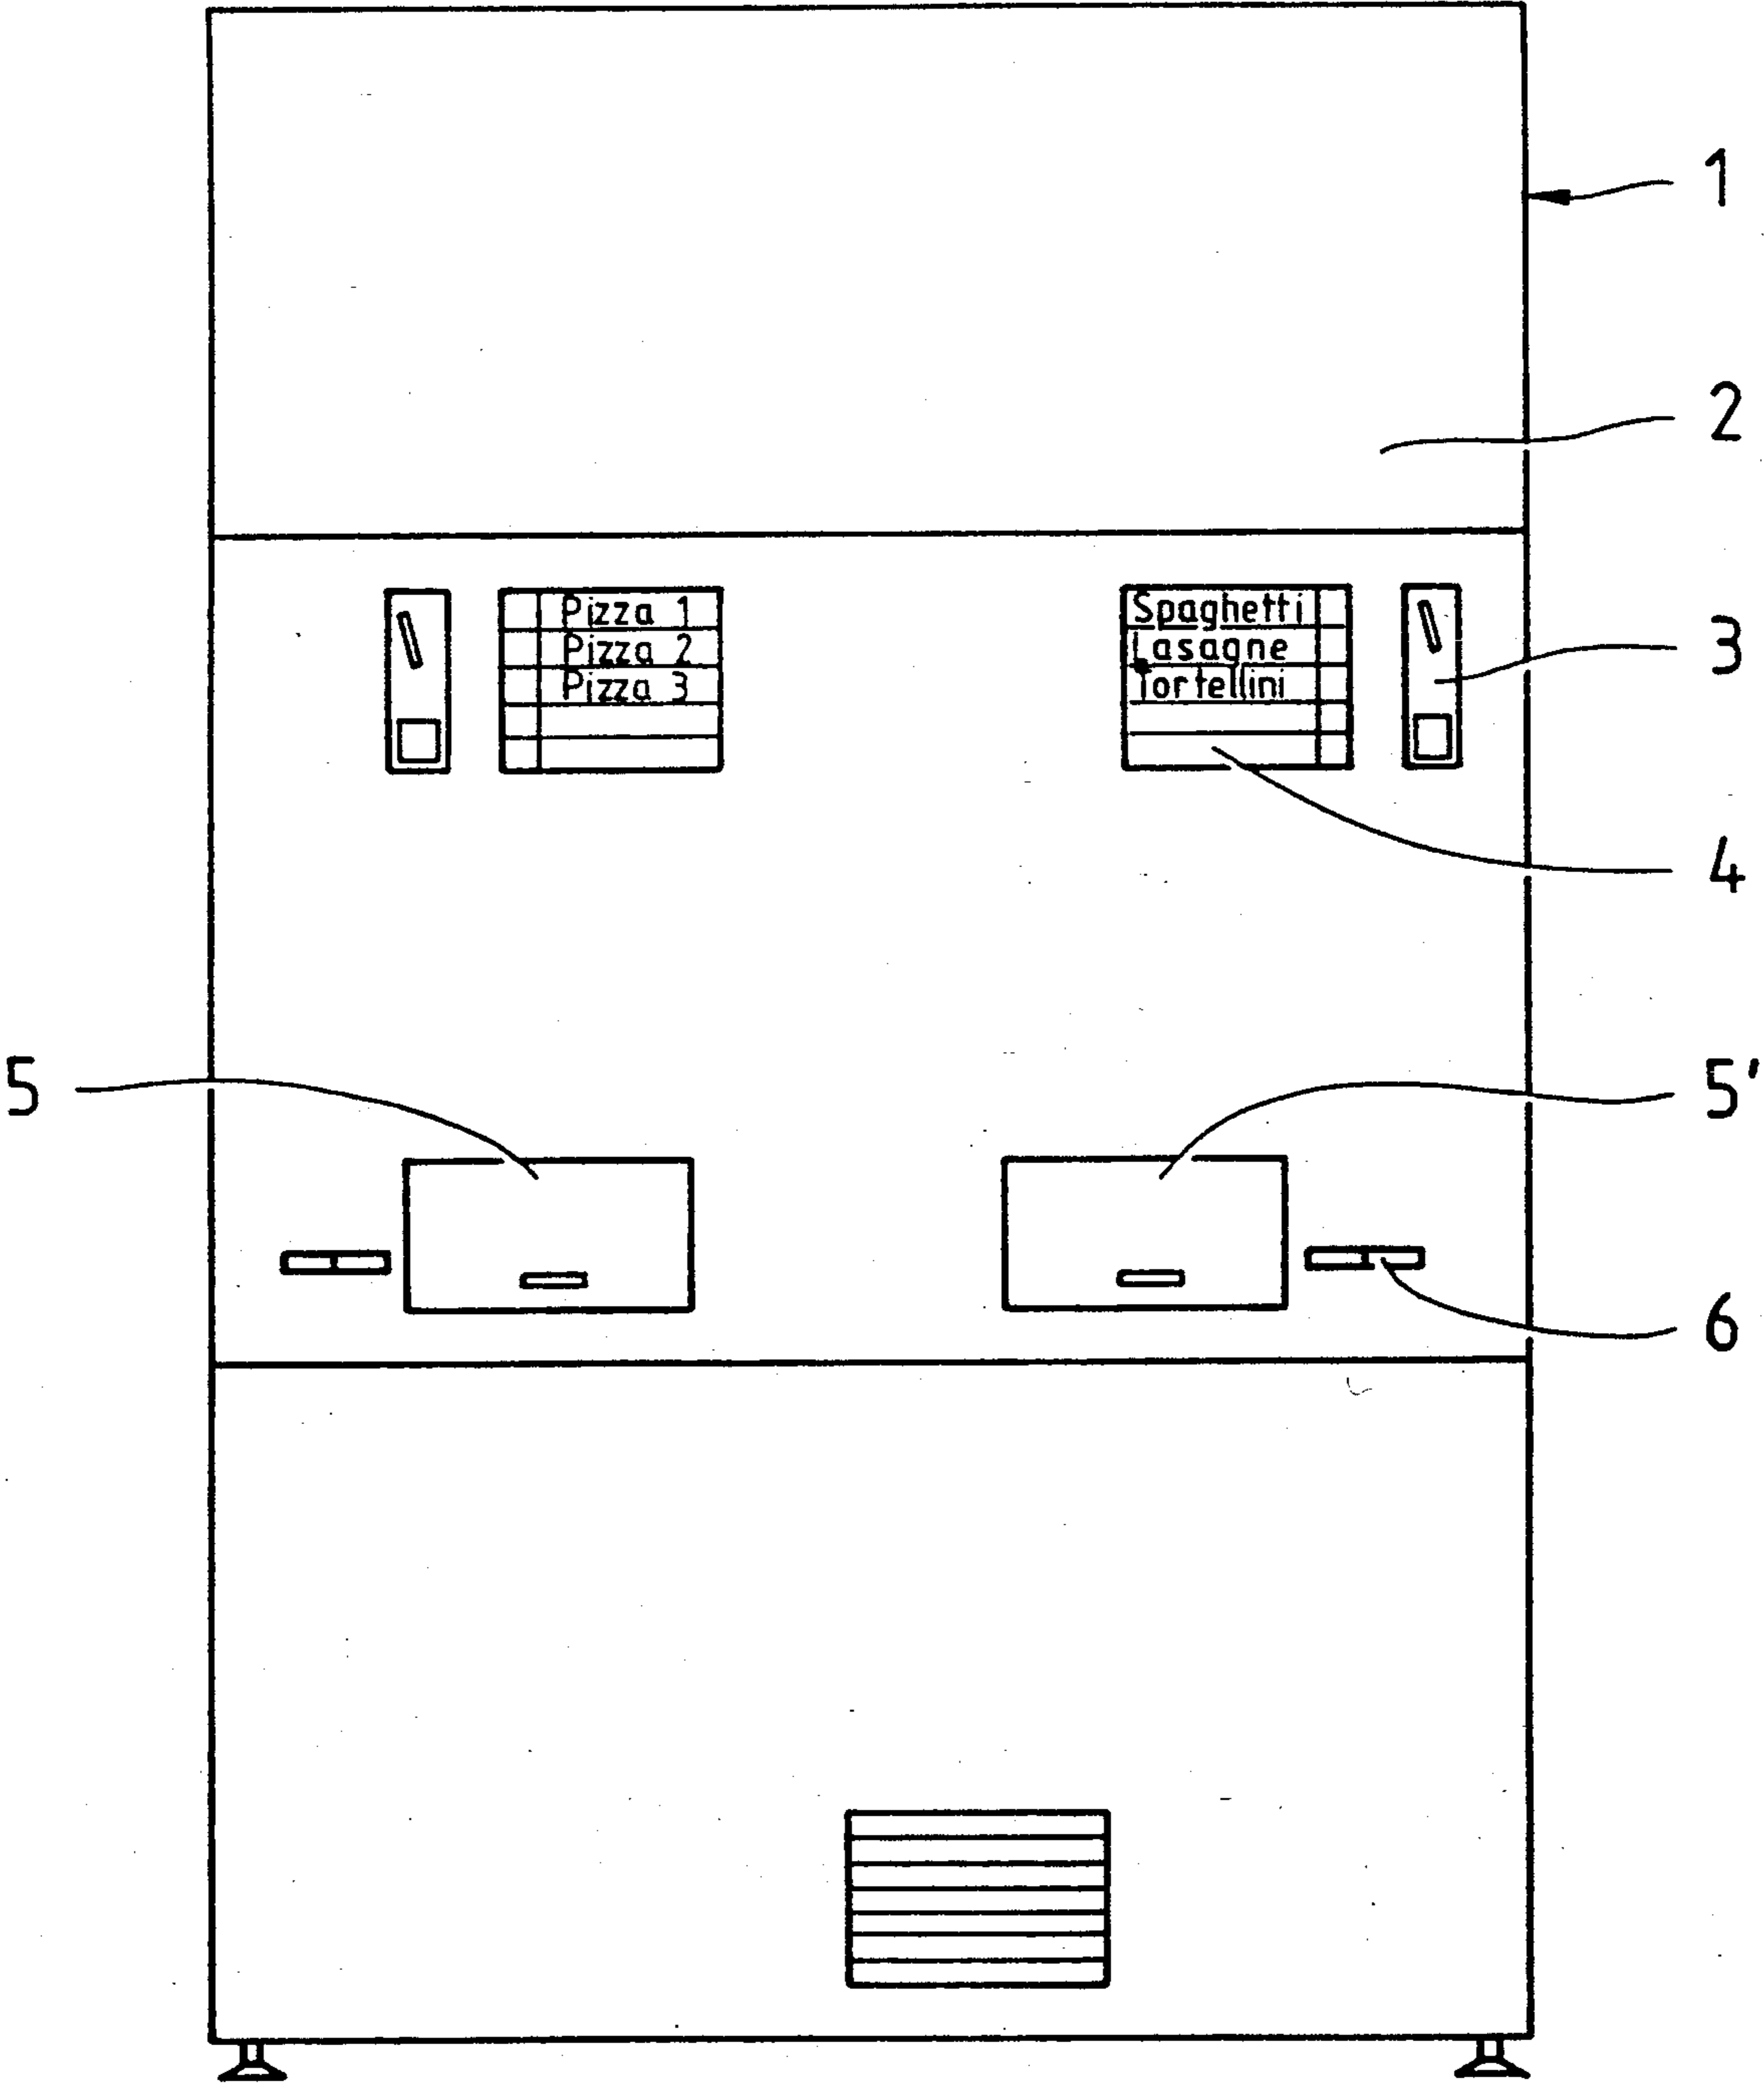 1
2
Pizza 1
Pizza 2
Pizza 3
Spaghetti
Lasagne
Tortellini
3
4
5
5'
6